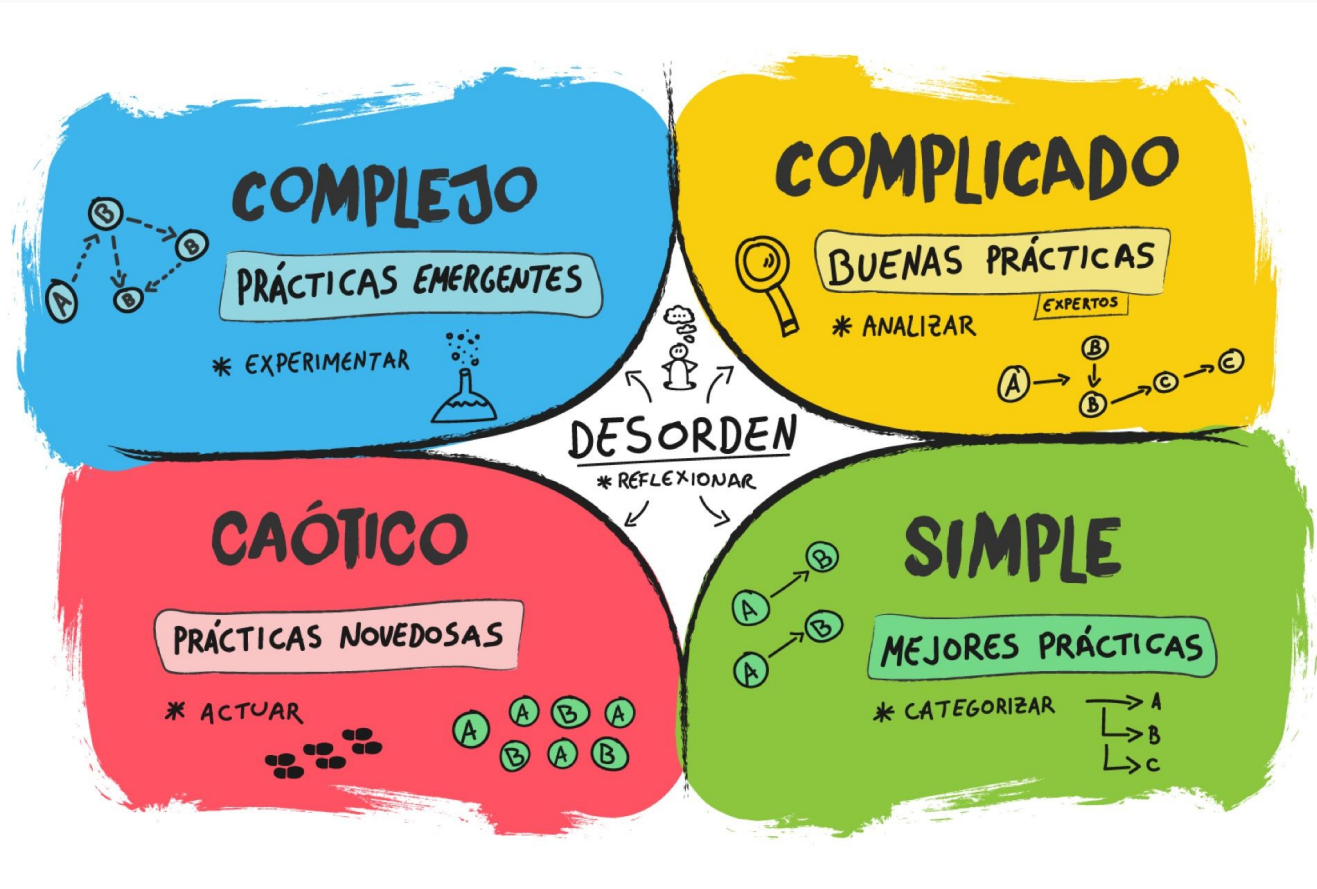 COMPLEJO
PRÁCTICAS EMERGENTES
* EXPERIMENTAR
A
B
B
B
COMPLICADO
BUENAS PRÁCTICAS
EXPERTOS
* ANALIZAR
A
B
B
C
C
DESORDEN
* REFLEXIONAR
CAÓTICO
PRÁCTICAS NOVEDOSAS
* ACTUAR
A A B A
B A B
SIMPLE
A B
A B
MEJORES PRÁCTICAS
* CATEGORIZAR
A
B
C